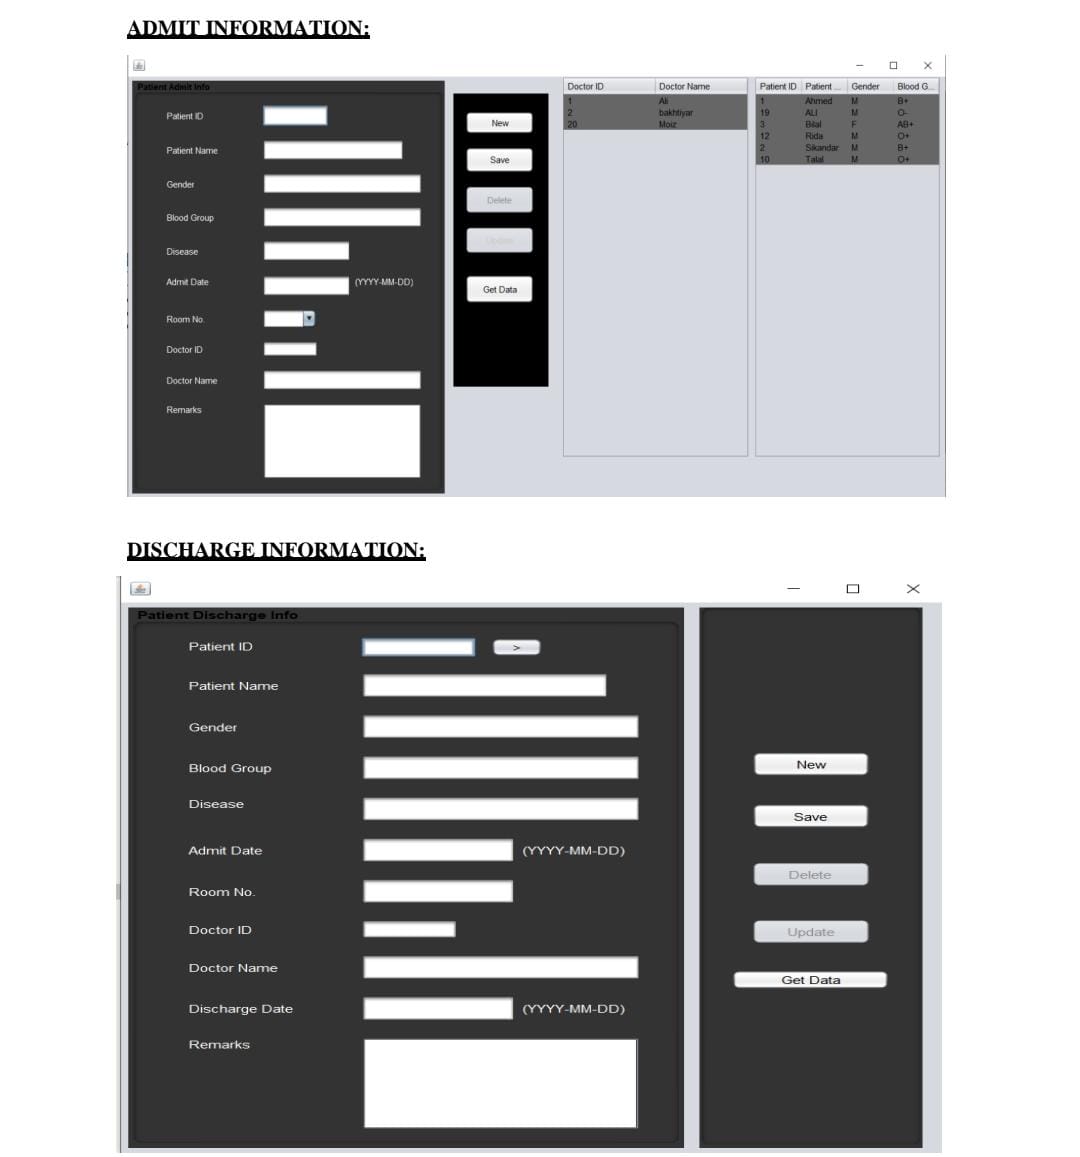 ADMIT INFORMATION:
Patient Admit Info
Patient ID
Patient Name
Gender
Blood Group
Disease
Admit Date (YYYY-MM-DD)
Room No.
Doctor ID
Doctor Name
Remarks
New
Save
Delete
Update
Get Data
Doctor ID Doctor Name
1 Ali
2 bakhtiyar
20 Moiz
Patient ID Patient ... Gender Blood G...
1 Ahmed M B+
19 ALI M O-
3 Bilal F AB+
12 Rida M O+
2 Sikandar M B+
10 Talal M O+
DISCHARGE INFORMATION:
Patient Discharge Info
Patient ID >
Patient Name
Gender
Blood Group
Disease
Admit Date (YYYY-MM-DD)
Room No.
Doctor ID
Doctor Name
Discharge Date (YYYY-MM-DD)
Remarks
New
Save
Delete
Update
Get Data